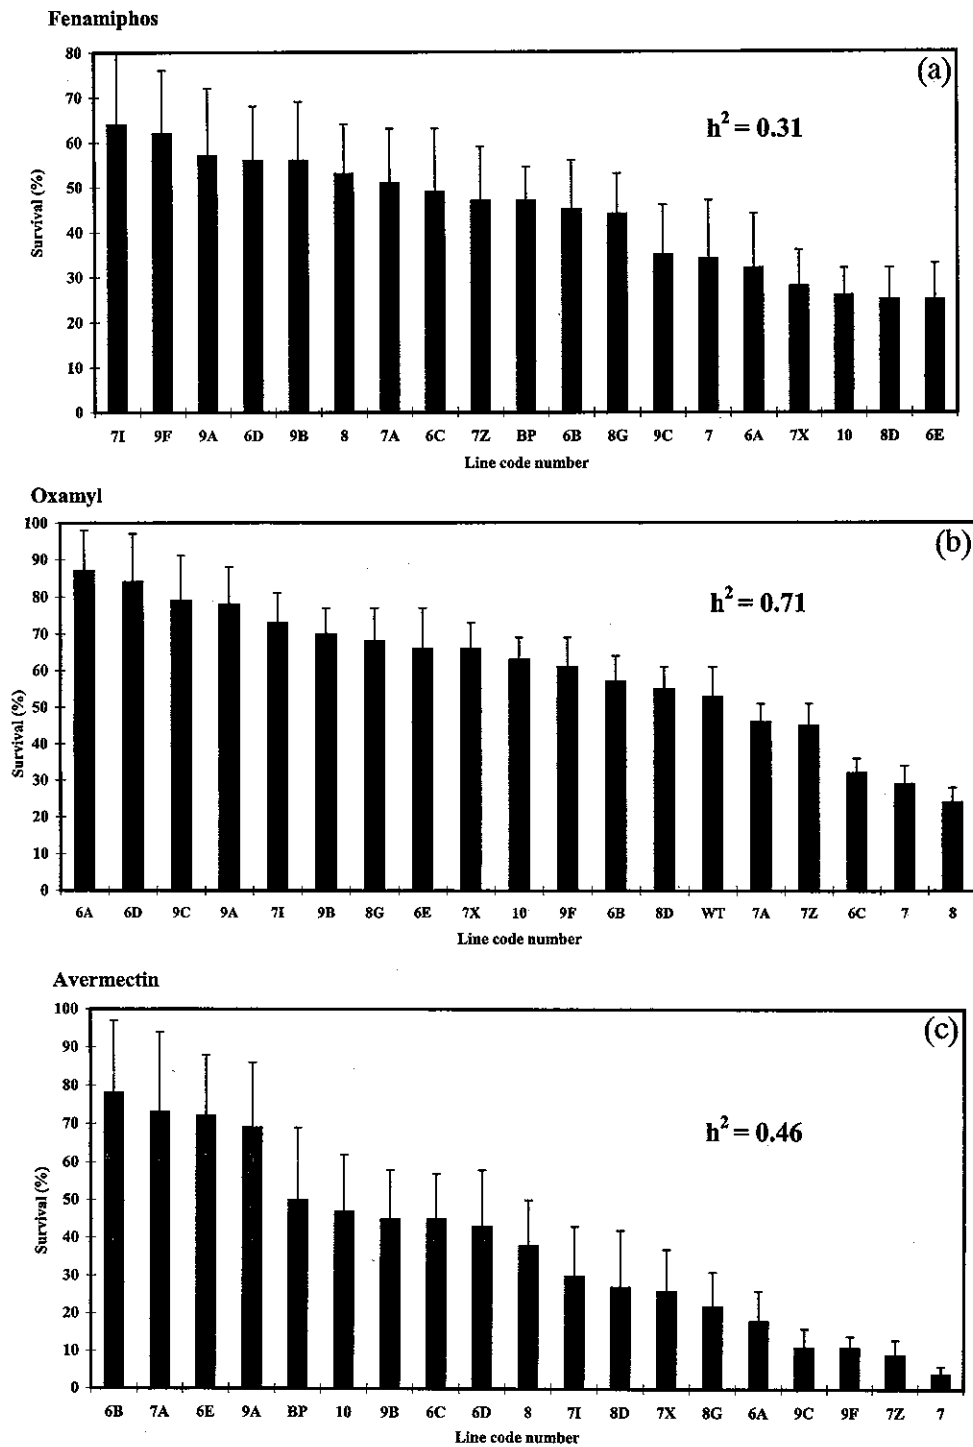 Fenamiphos
(a)
h² = 0.31
80
70
60
50
40
30
20
10
0
Survival (%)
7I 9F 9A 6D 9B 8 7A 6C 7Z BP 6B 8G 9C 7 6A 7X 10 8D 6E
Line code number
Oxamyl
(b)
h² = 0.71
100
90
80
70
60
50
40
30
20
10
0
Survival (%)
6A 6D 9C 9A 7I 9B 8G 6E 7X 10 9F 6B 8D WT 7A 7Z 6C 7 8
Line code number
Avermectin
(c)
h² = 0.46
100
90
80
70
60
50
40
30
20
10
0
Survival (%)
6B 7A 6E 9A BP 10 9B 6C 6D 8 7I 8D 7X 8G 6A 9C 9F 7Z 7
Line code number